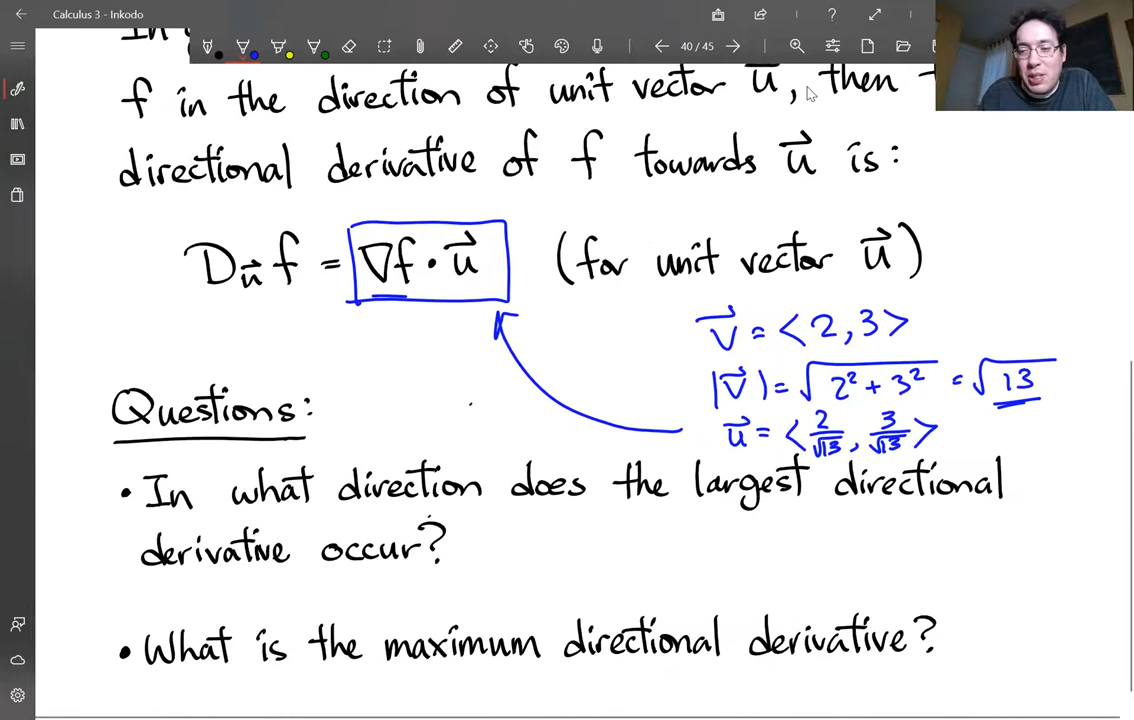 Calculus 3 - Inkodo
40 / 45
f in the direction of unit vector u⃗, then
directional derivative of f towards u⃗ is:
D_u⃗ f = ∇f · u⃗ (for unit vector u⃗)
v⃗ = <2, 3>
|v⃗| = √(2² + 3²) = √13
u⃗ = <2/√13, 3/√13>
Questions:
• In what direction does the largest directional
derivative occur?
• What is the maximum directional derivative?